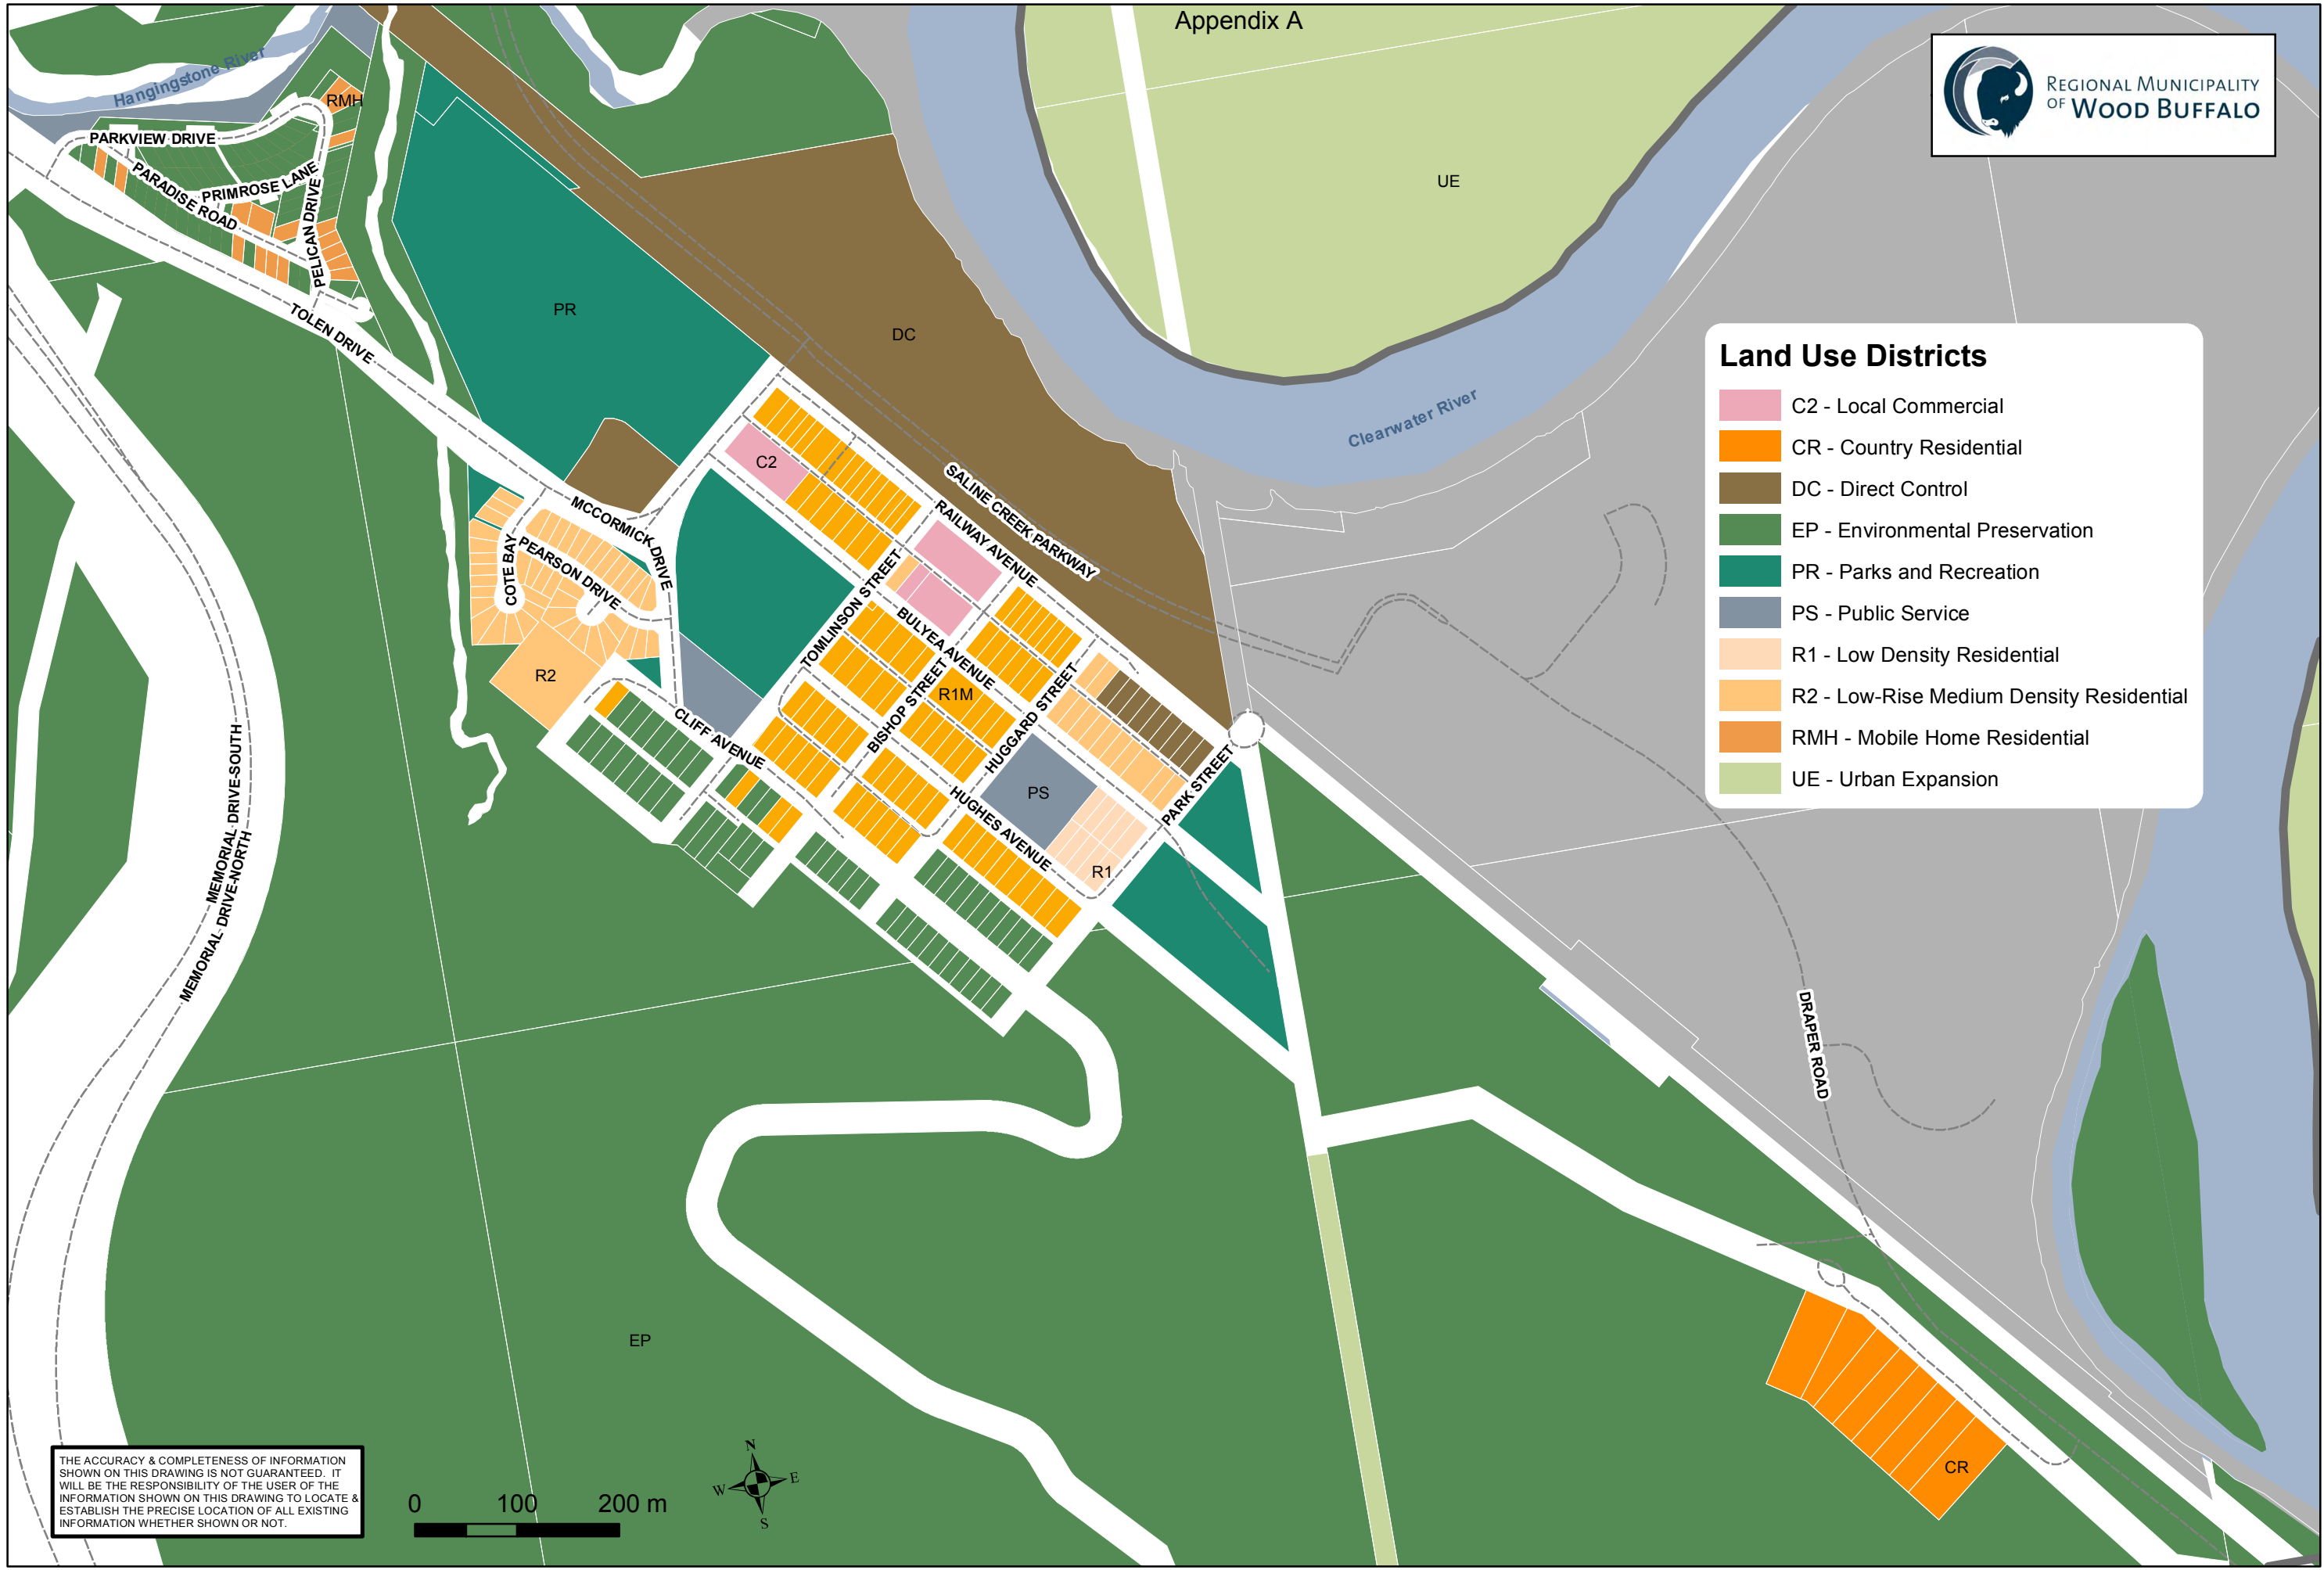 Appendix A
REGIONAL MUNICIPALITY
OF WOOD BUFFALO
Hangingstone River
RMH
PARKVIEW DRIVE
PARADISE ROAD
PRIMROSE LANE
PELICAN DRIVE
TOLEN DRIVE
UE
PR
DC
Clearwater River
Land Use Districts
C2 - Local Commercial
CR - Country Residential
DC - Direct Control
EP - Environmental Preservation
PR - Parks and Recreation
PS - Public Service
R1 - Low Density Residential
R2 - Low-Rise Medium Density Residential
RMH - Mobile Home Residential
UE - Urban Expansion
C2
SALINE CREEK PARKWAY
RAILWAY AVENUE
MCCORMICK DRIVE
COTE BAY
PEARSON DRIVE
TOMLINSON STREET
BULYEA AVENUE
R2
R1M
BISHOP STREET
HUGGARD STREET
CLIFF AVENUE
PARK STREET
PS
HUGHES AVENUE
R1
MEMORIAL DRIVE-SOUTH
MEMORIAL DRIVE-NORTH
DRAPER ROAD
EP
CR
THE ACCURACY & COMPLETENESS OF INFORMATION
SHOWN ON THIS DRAWING IS NOT GUARANTEED. IT
WILL BE THE RESPONSIBILITY OF THE USER OF THE
INFORMATION SHOWN ON THIS DRAWING TO LOCATE &
ESTABLISH THE PRECISE LOCATION OF ALL EXISTING
INFORMATION WHETHER SHOWN OR NOT.
0 100 200 m
N
W E
S